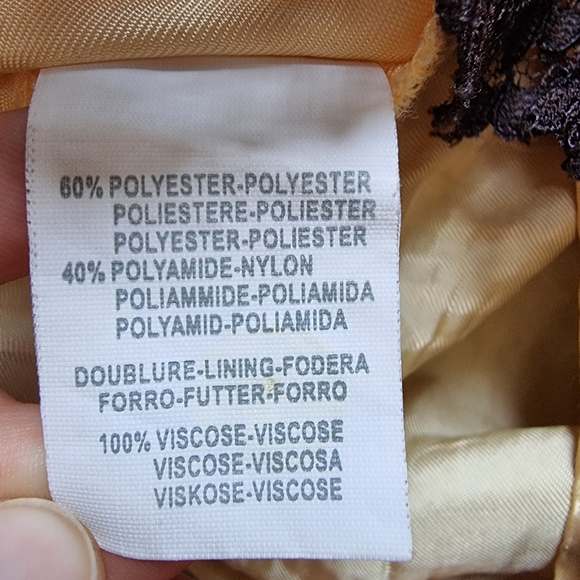 60% POLYESTER-POLYESTER
POLIESTERE-POLIESTER
POLYESTER-POLIESTER
40% POLYAMIDE-NYLON
POLIAMMIDE-POLIAMIDA
POLYAMID-POLIAMIDA
DOUBLURE-LINING-FODERA
FORRO-FUTTER-FORRO
100% VISCOSE-VISCOSE
VISCOSE-VISCOSA
VISKOSE-VISCOSE